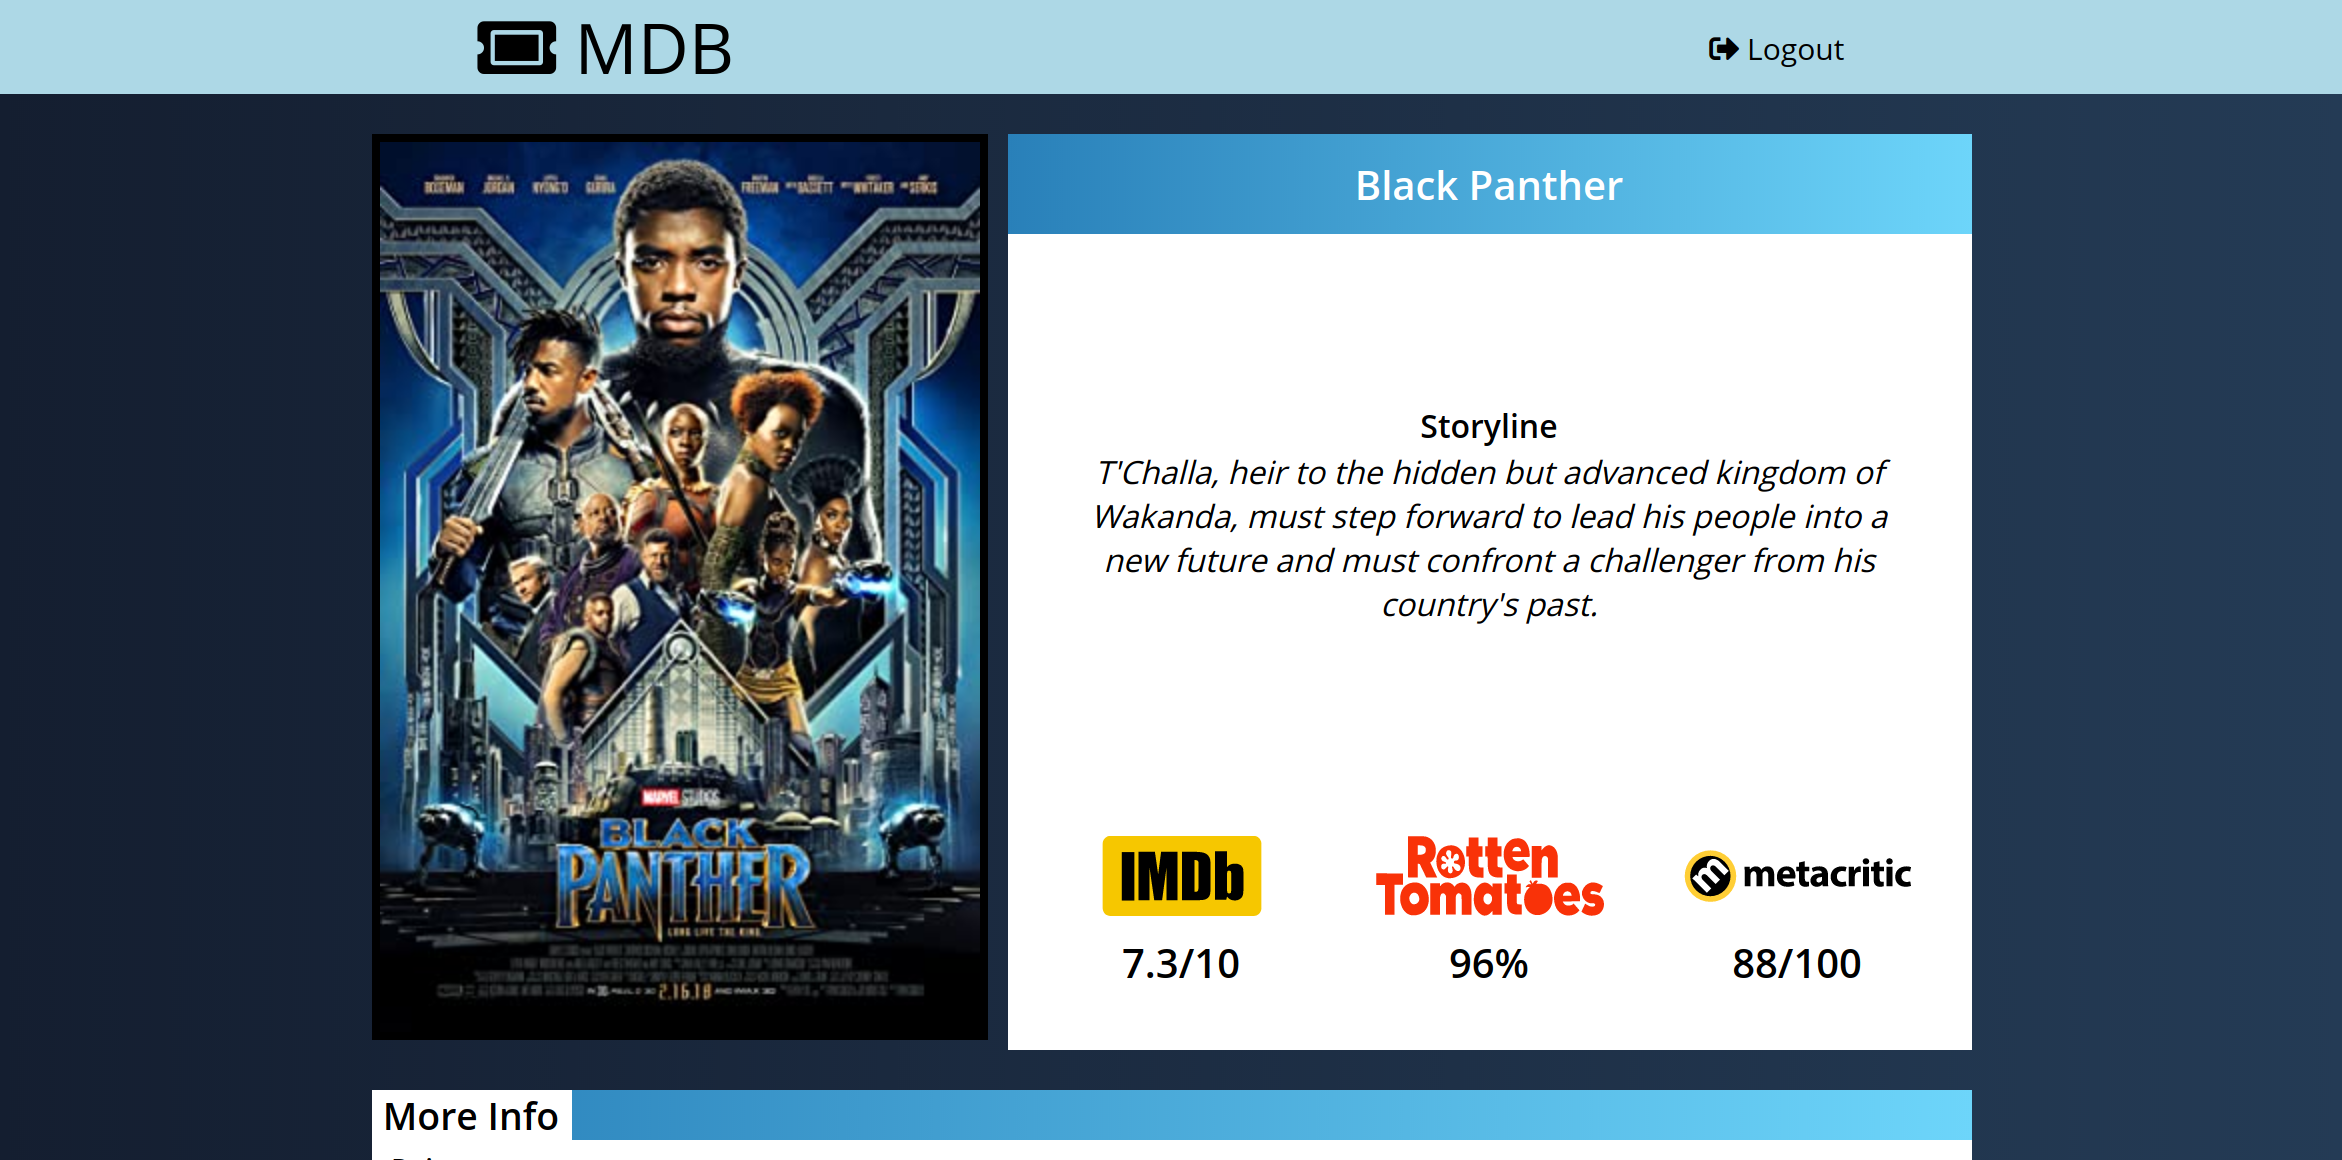 MDB
Logout
BOSEMAN JORDAN NYONG'O GURIRA FREEMAN BASSETT WHITAKER SERKIS
MARVEL STUDIOS
BLACK
PANTHER
LONG LIVE THE KING
2.16.18
Black Panther
Storyline
T'Challa, heir to the hidden but advanced kingdom of
Wakanda, must step forward to lead his people into a
new future and must confront a challenger from his
country's past.
IMDb
Rotten
Tomatoes
metacritic
7.3/10 96% 88/100
More Info